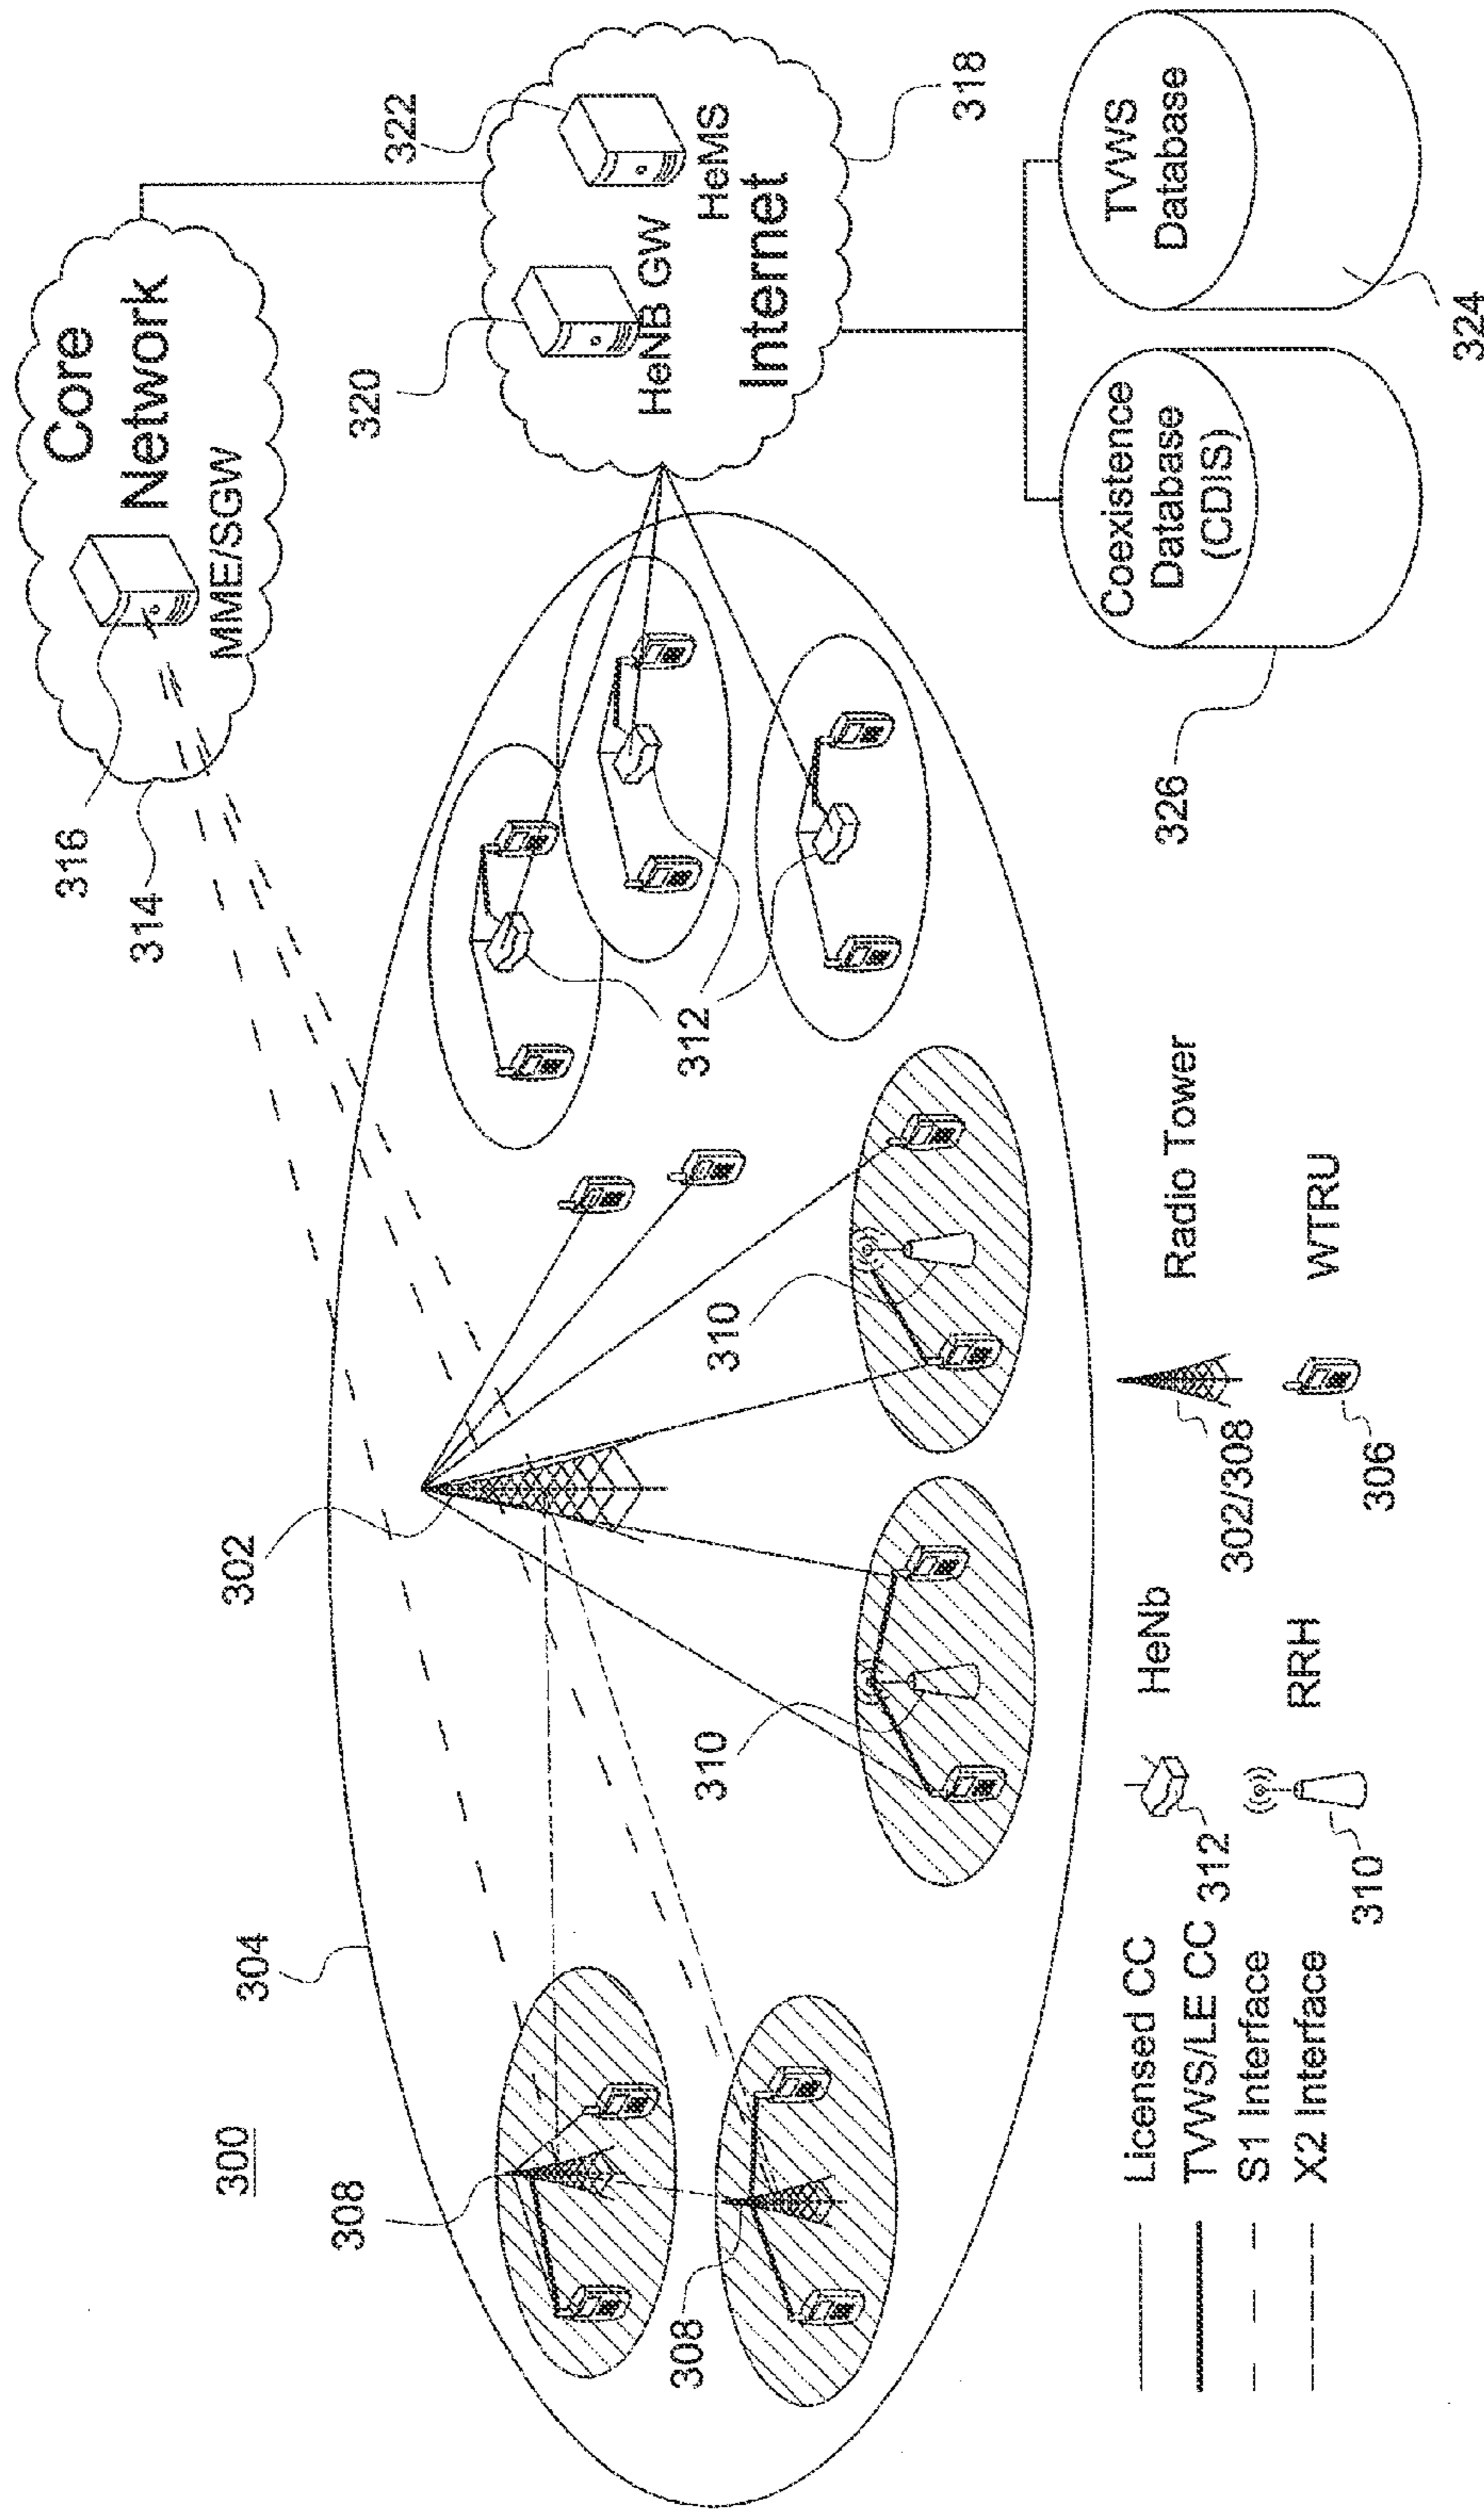 300
304
302
308
308
310
310
312
314
316
Core
Network
MME/SGW
320
322
HeNB GW
HeMS
Internet
318
Coexistence
Database
(CDIS)
TVWS
Database
326
324
Licensed CC
TVWS/LE CC
S1 Interface
X2 Interface
312
HeNb
310
RRH
302/308
Radio Tower
306
WTRU